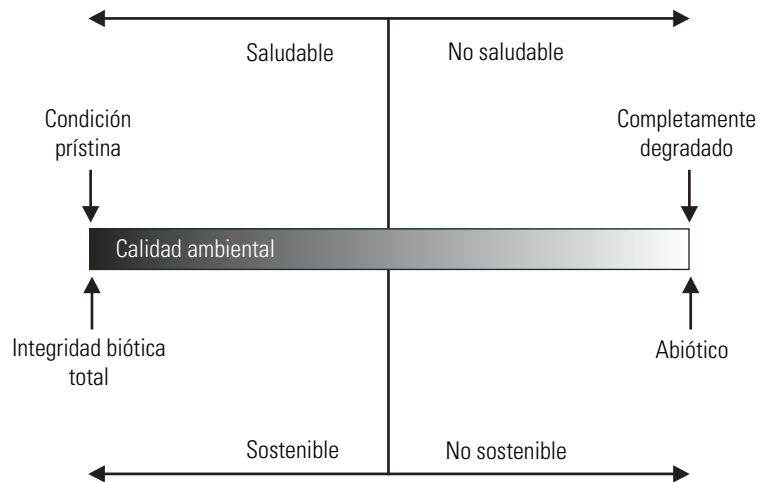 Saludable
No saludable
Condición
prístina
Completamente
degradado
Calidad ambiental
Integridad biótica
total
Abiótico
Sostenible
No sostenible